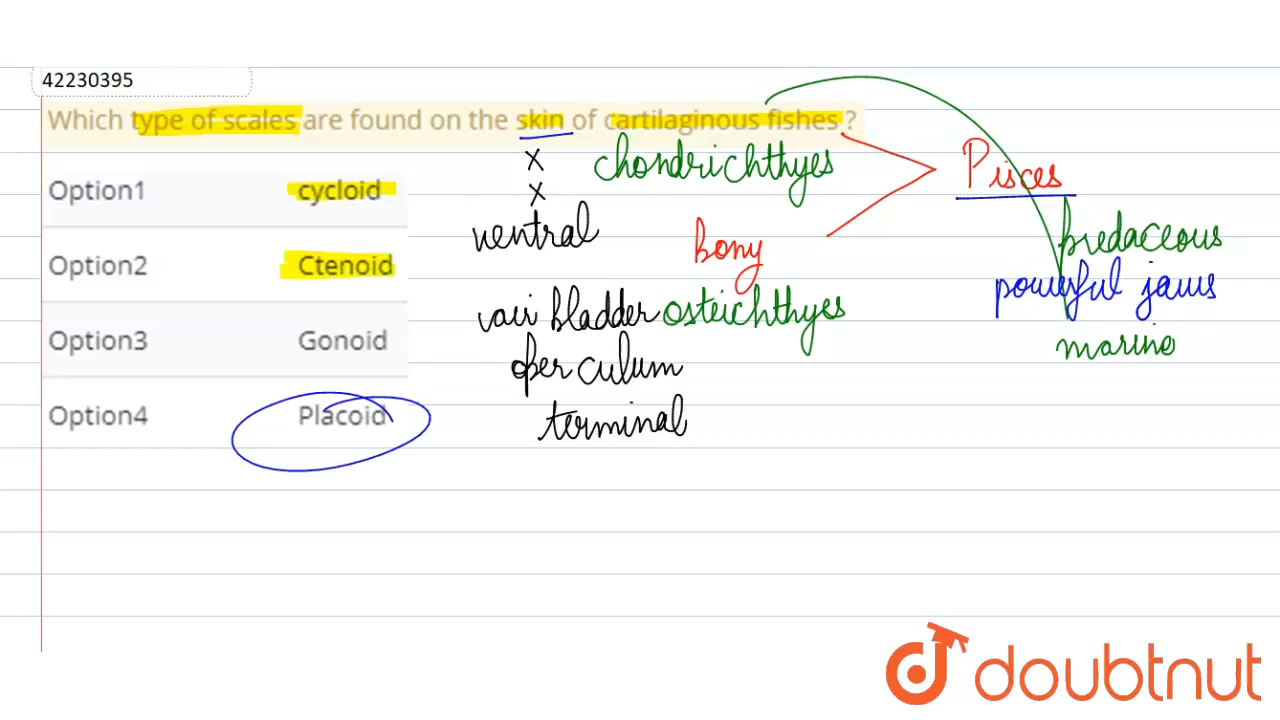 42230395
Which type of scales are found on the skin of cartilaginous fishes ?
x chondrichthyes Pisces
Option1 cycloid x
ventral bony predaceous
Option2 Ctenoid powerful jaws
vair bladder osteichthyes
Option3 Gonoid marine
operculum
Option4 Placoid terminal
doubtnut